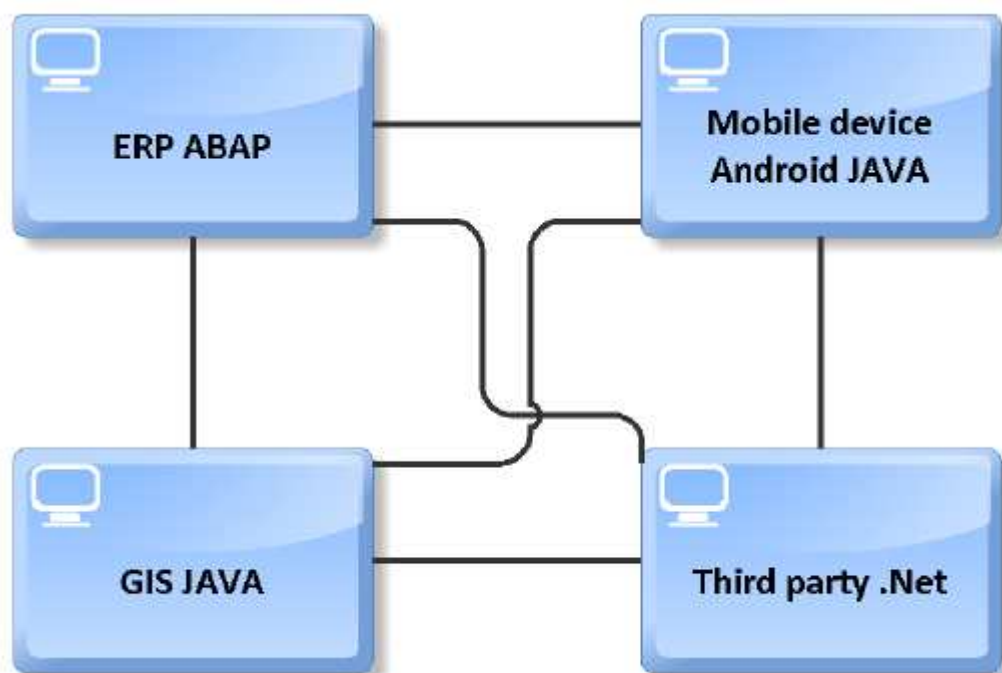 ERP ABAP
Mobile device
Android JAVA
GIS JAVA
Third party .Net